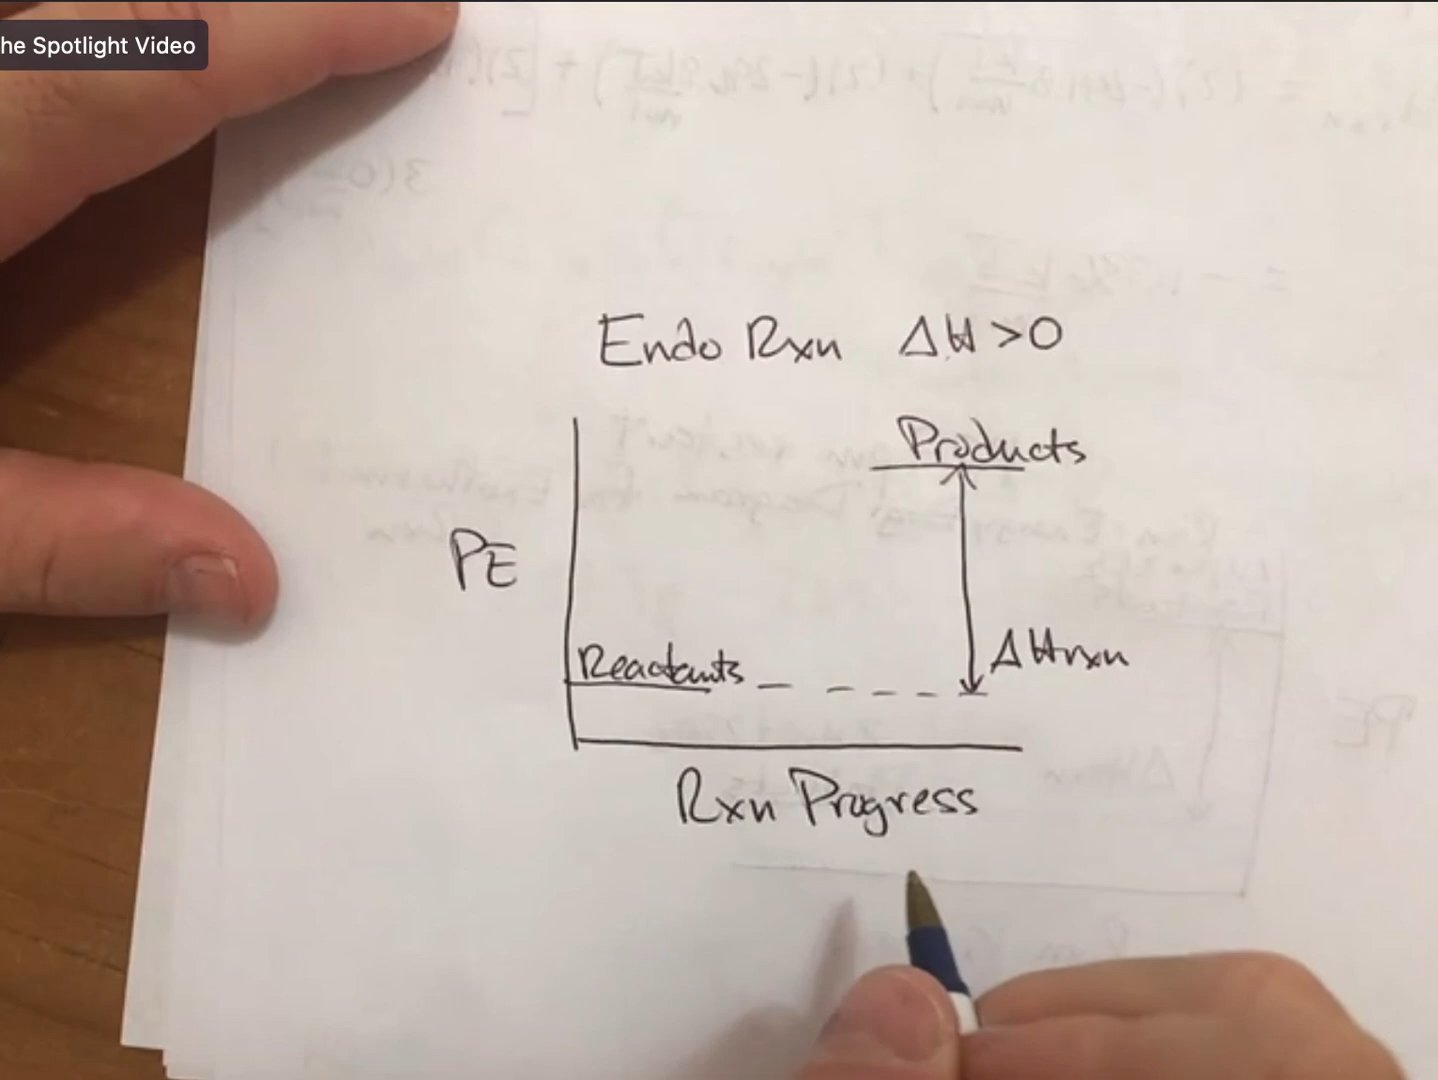 he Spotlight Video
Endo Rxn ΔH >0
Products
PE
Reactants
ΔHrxn
Rxn Progress